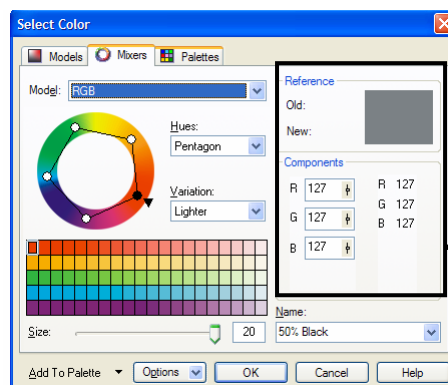 Select Color
Models Mixers Palettes
Model: RGB
Hues:
Pentagon
Variation:
Lighter
Size: 20
Reference
Old:
New:
Components
R 127 R 127
G 127 G 127
B 127 B 127
Name:
50% Black
Add To Palette Options OK Cancel Help